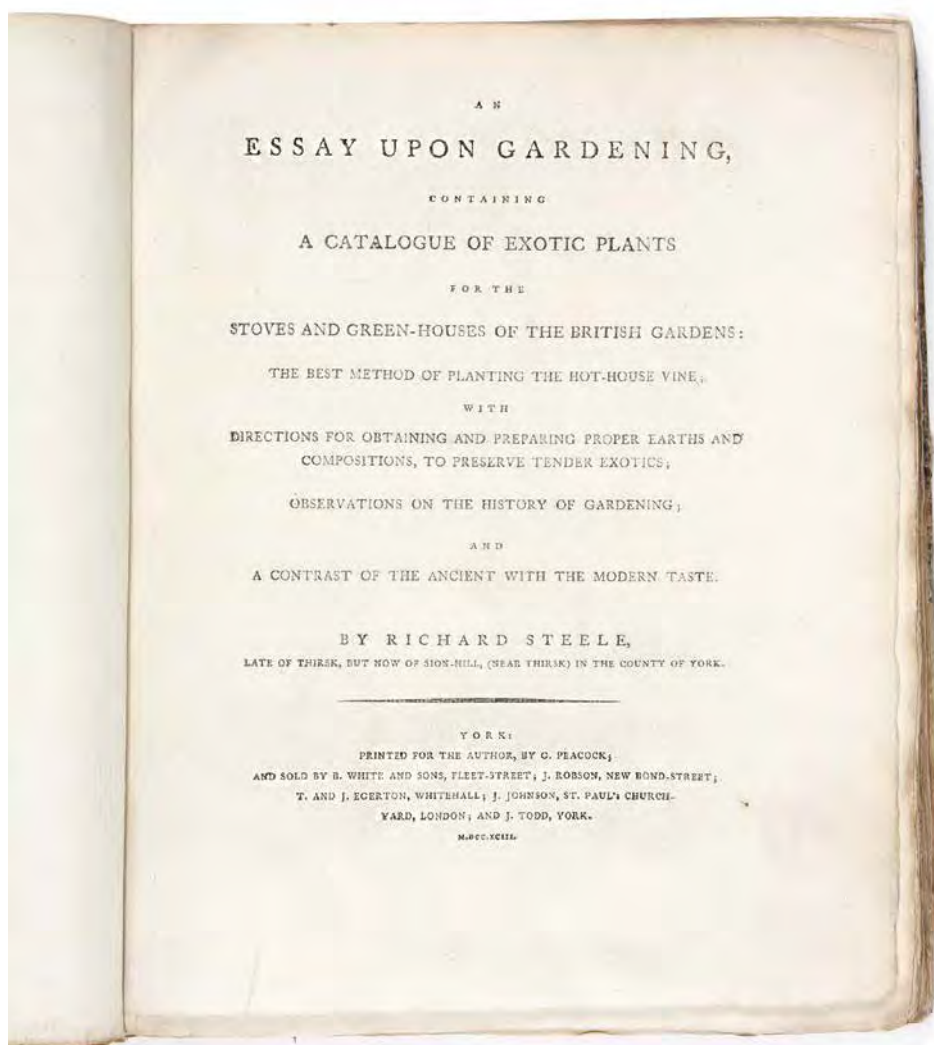 AN
ESSAY UPON GARDENING,
CONTAINING
A CATALOGUE OF EXOTIC PLANTS
FOR THE
STOVES AND GREEN-HOUSES OF THE BRITISH GARDENS:
THE BEST METHOD OF PLANTING THE HOT-HOUSE VINE;
WITH
DIRECTIONS FOR OBTAINING AND PREPARING PROPER EARTHS AND
COMPOSITIONS, TO PRESERVE TENDER EXOTICS;
OBSERVATIONS ON THE HISTORY OF GARDENING;
AND
A CONTRAST OF THE ANCIENT WITH THE MODERN TASTE.
BY RICHARD STEELE,
LATE OF THIRSK, BUT NOW OF SION-HILL, (NEAR THIRSK) IN THE COUNTY OF YORK.
YORK:
PRINTED FOR THE AUTHOR, BY G. PEACOCK;
AND SOLD BY B. WHITE AND SONS, FLEET-STREET; J. ROBSON, NEW BOND-STREET;
T. AND J. EGERTON, WHITEHALL; J. JOHNSON, ST. PAUL's CHURCH-
YARD, LONDON; AND J. TODD, YORK.
M.DCC.XCIII.